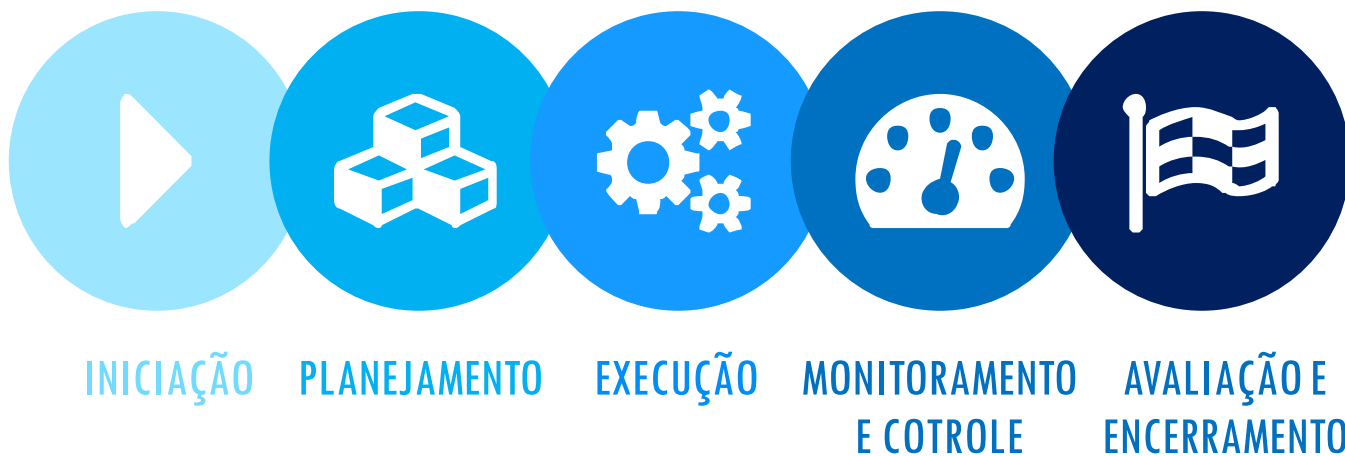 INICIAÇÃO
PLANEJAMENTO
EXECUÇÃO
MONITORAMENTO
E COTROLE
AVALIAÇÃO E
ENCERRAMENTO